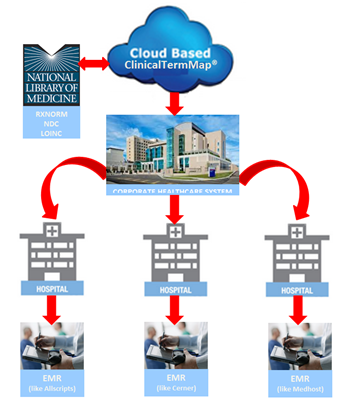 Cloud Based
ClinicalTermMap®
NATIONAL
LIBRARY OF
MEDICINE
RXNORM
NDC
LOINC
CORPORATE HEALTHCARE SYSTEM
HOSPITAL
HOSPITAL
HOSPITAL
EMR
(like Allscripts)
EMR
(like Cerner)
EMR
(like Medhost)